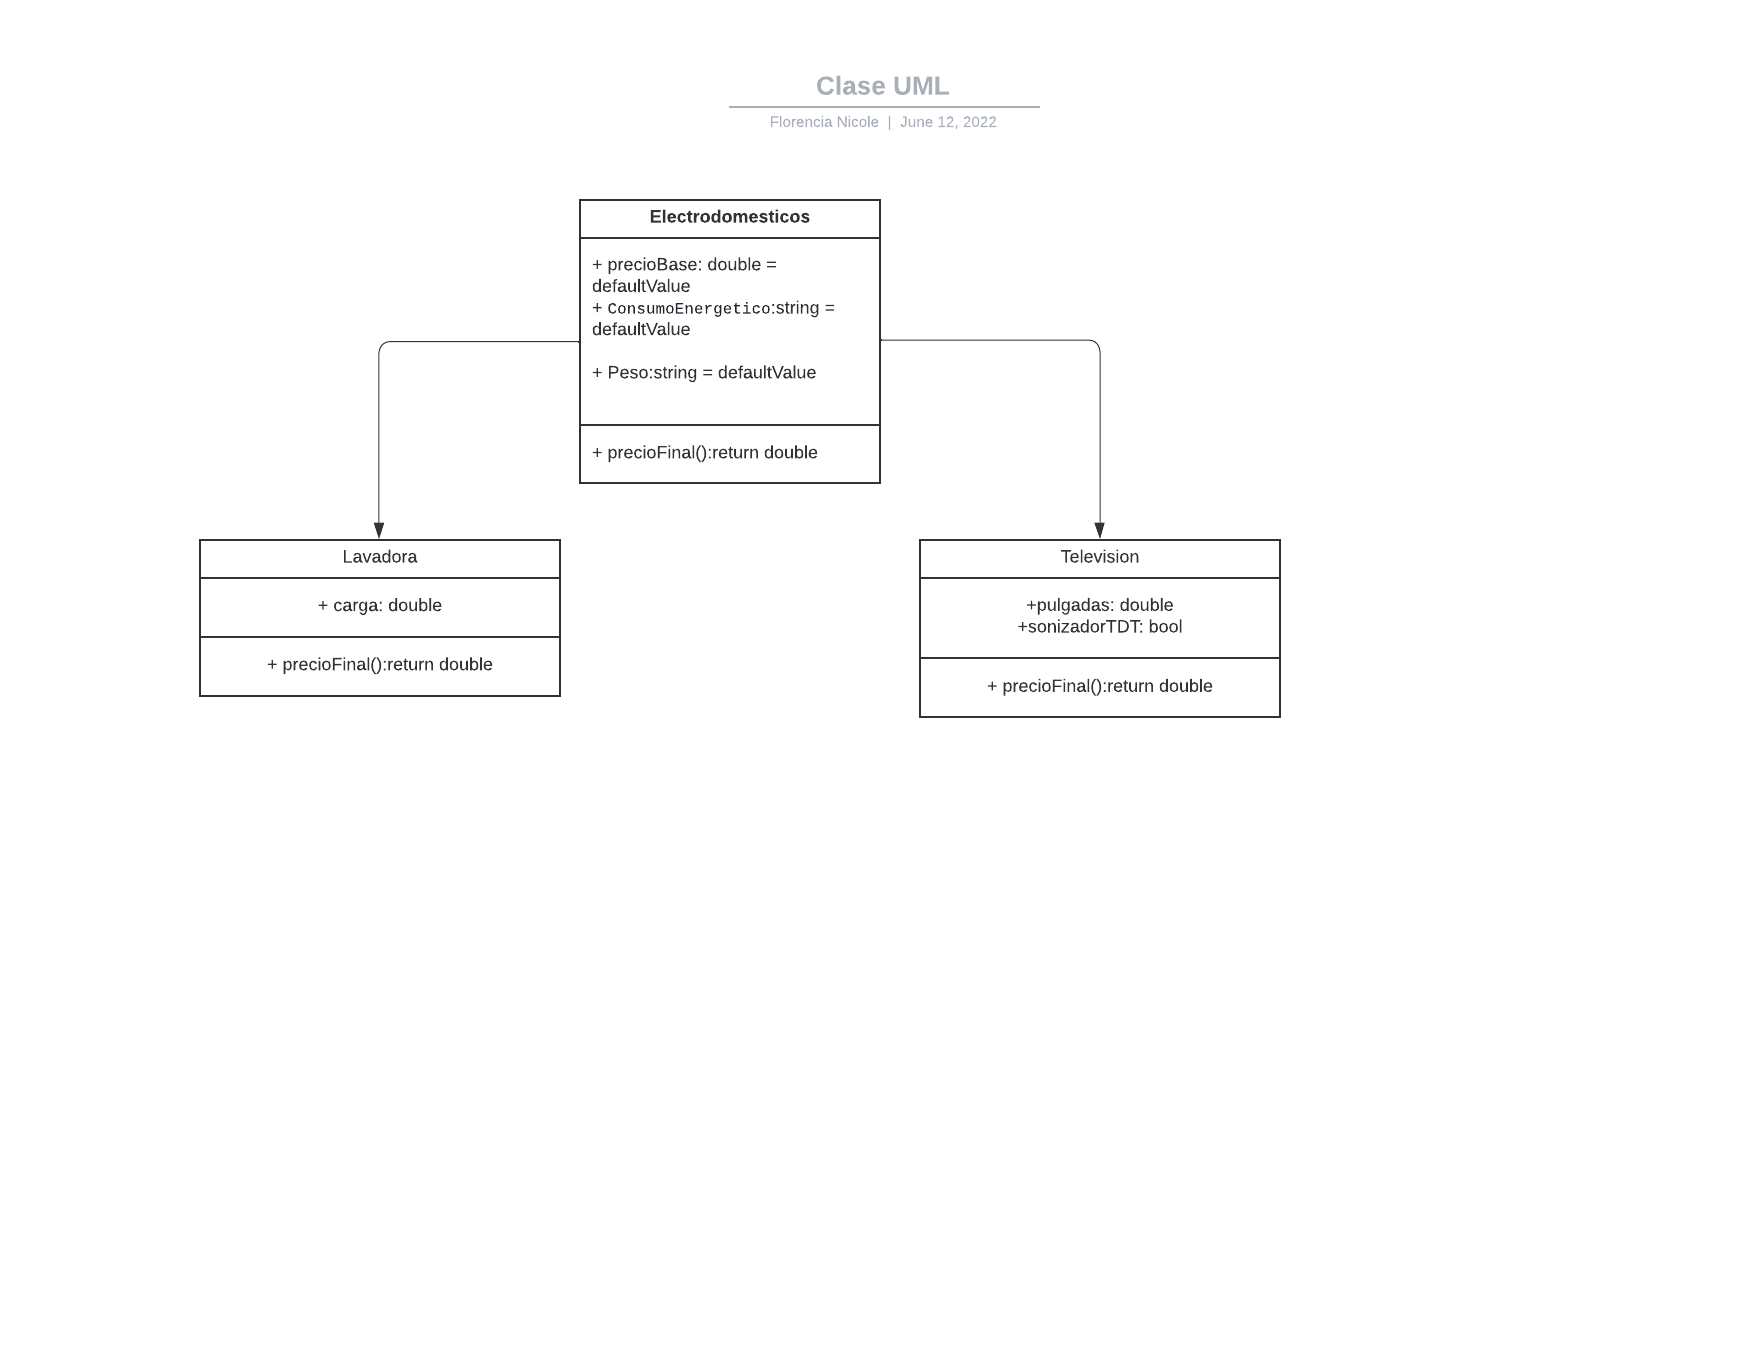 Clase UML
Florencia Nicole | June 12, 2022
Electrodomesticos
+ precioBase: double =
defaultValue
+ ConsumoEnergetico:string =
defaultValue
+ Peso:string = defaultValue
+ precioFinal():return double
Lavadora
+ carga: double
+ precioFinal():return double
Television
+pulgadas: double
+sonizadorTDT: bool
+ precioFinal():return double